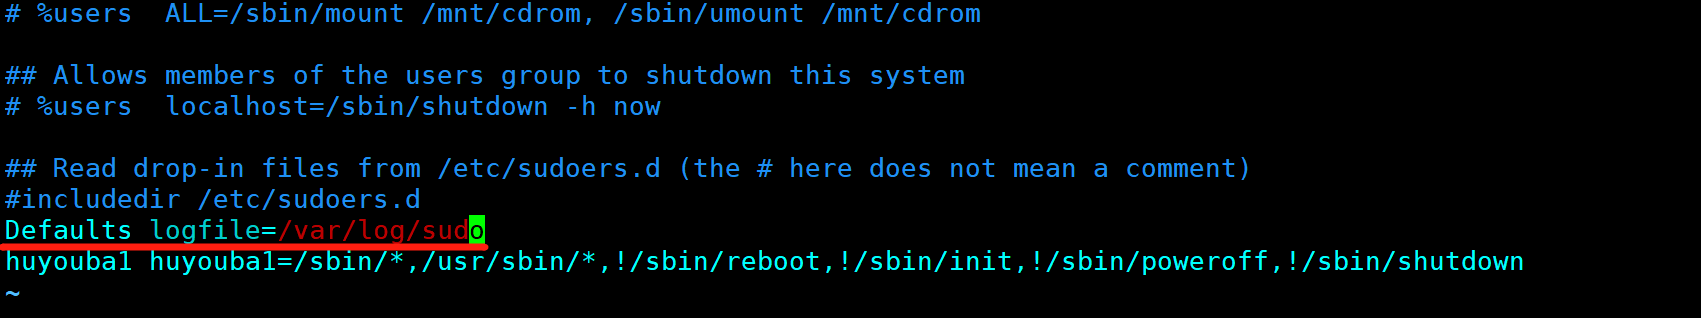 # %users  ALL=/sbin/mount /mnt/cdrom, /sbin/umount /mnt/cdrom
## Allows members of the users group to shutdown this system
# %users  localhost=/sbin/shutdown -h now
## Read drop-in files from /etc/sudoers.d (the # here does not mean a comment)
#includedir /etc/sudoers.d
Defaults logfile=/var/log/sudo
huyouba1 huyouba1=/sbin/*,/usr/sbin/*,!/sbin/reboot,!/sbin/init,!/sbin/poweroff,!/sbin/shutdown
~